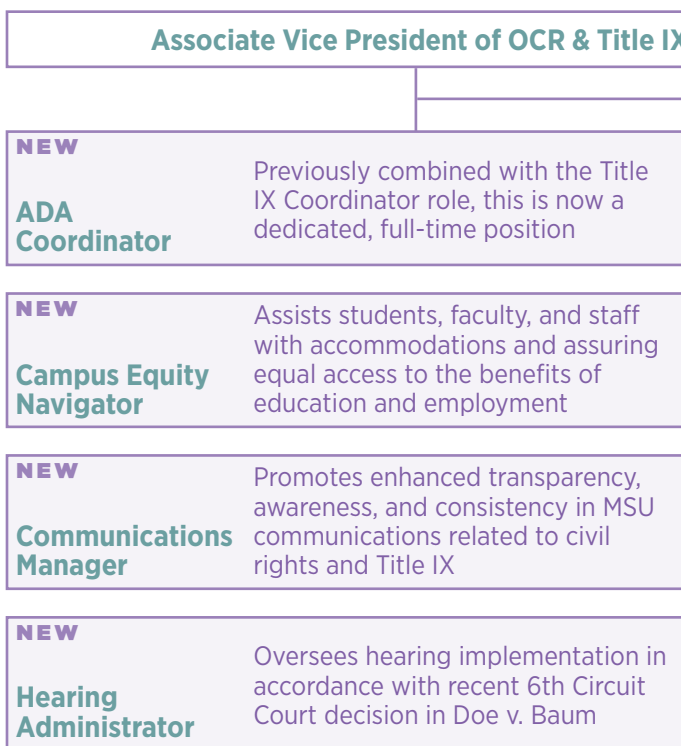 Associate Vice President of OCR & Title IX
NEW
ADA
Coordinator
Previously combined with the Title
IX Coordinator role, this is now a
dedicated, full-time position
NEW
Campus Equity
Navigator
Assists students, faculty, and staff
with accommodations and assuring
equal access to the benefits of
education and employment
NEW
Communications
Manager
Promotes enhanced transparency,
awareness, and consistency in MSU
communications related to civil
rights and Title IX
NEW
Hearing
Administrator
Oversees hearing implementation in
accordance with recent 6th Circuit
Court decision in Doe v. Baum